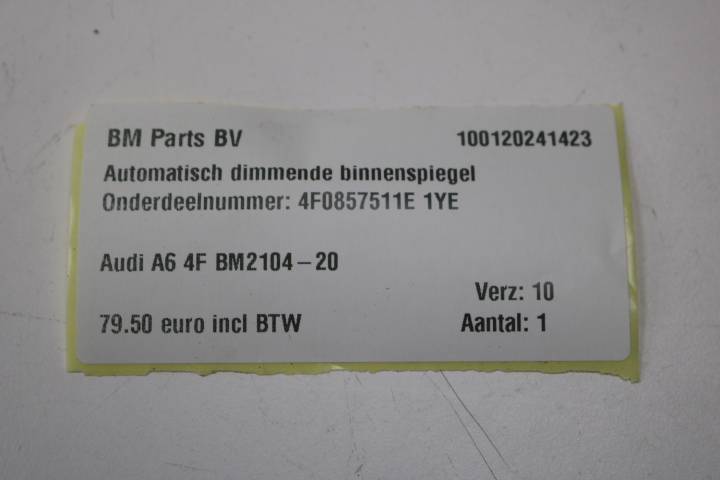 BM Parts BV 100120241423
Automatisch dimmende binnenspiegel
Onderdeelnummer: 4F0857511E 1YE
Audi A6 4F BM2104-20
Verz: 10
79.50 euro incl BTW Aantal: 1